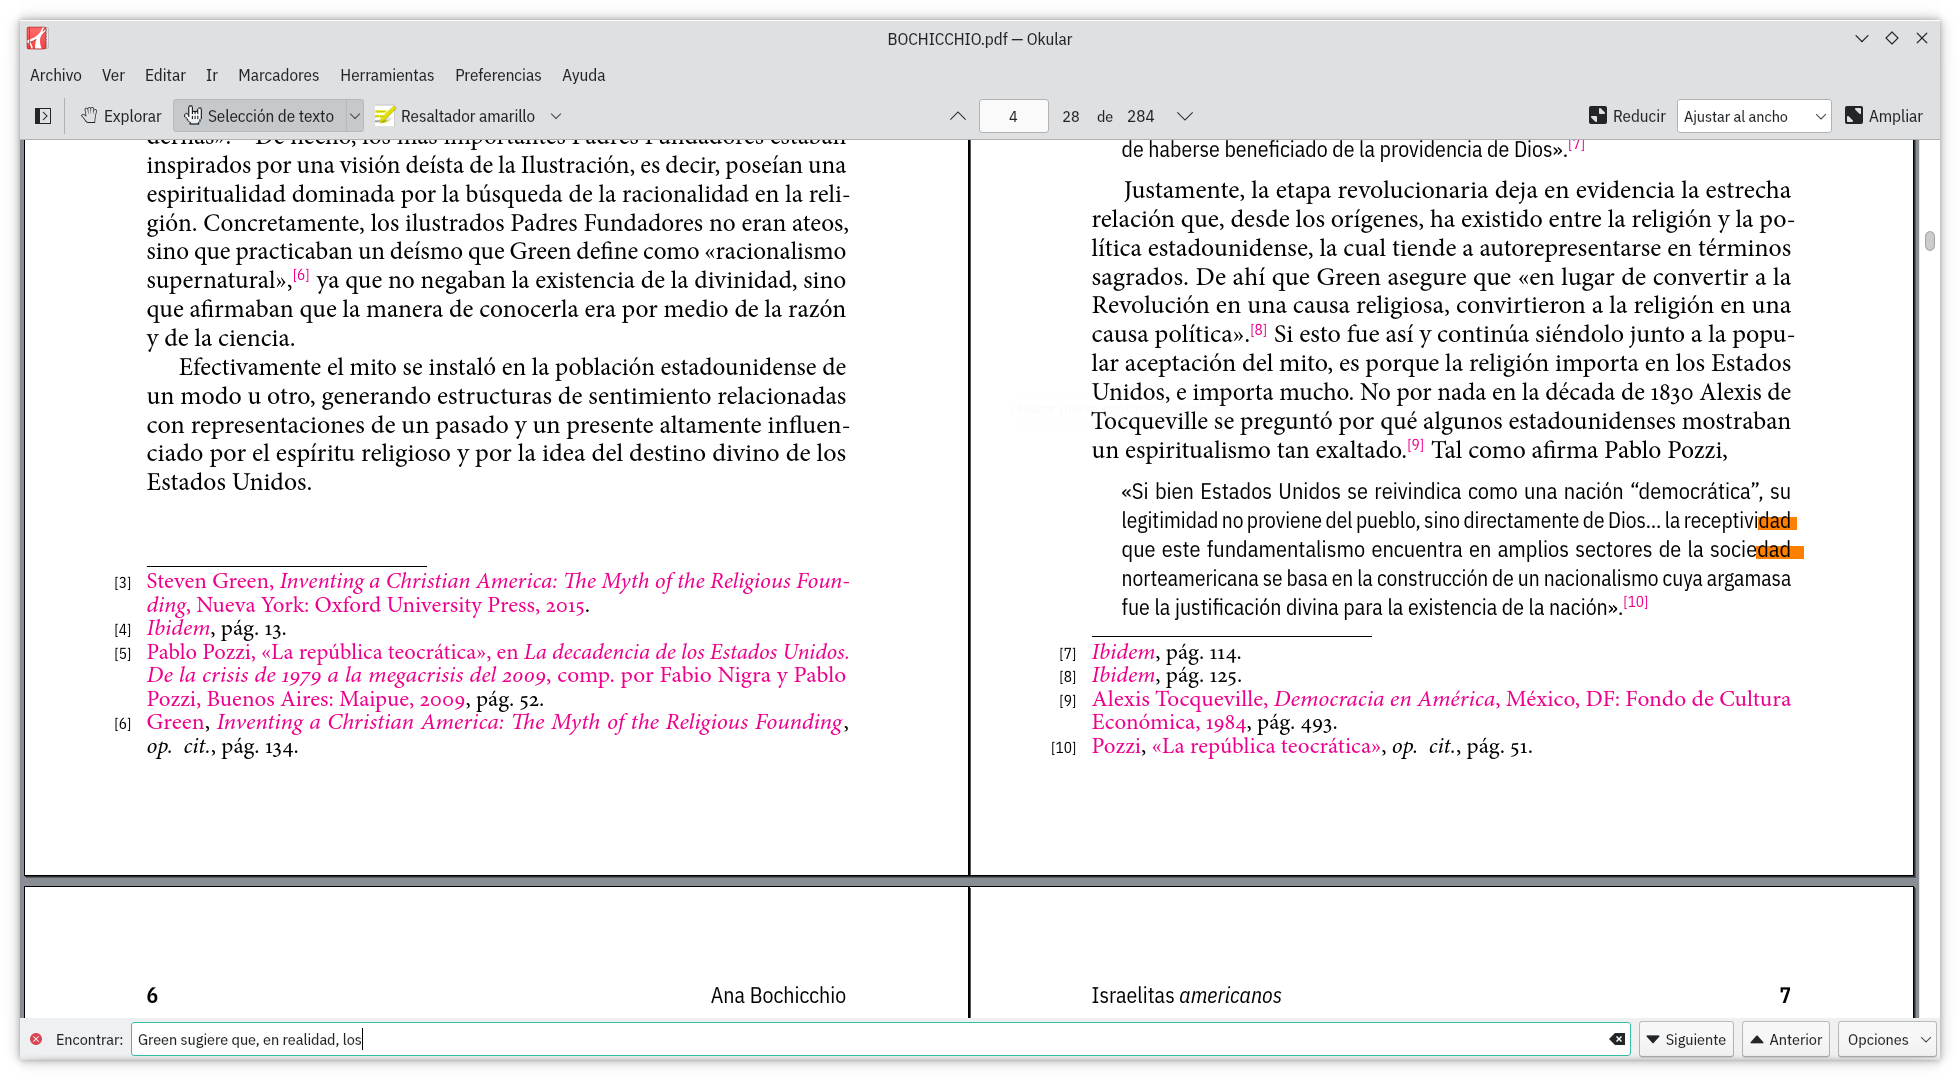 BOCHICCHIO.pdf — Okular
Archivo Ver Editar Ir Marcadores Herramientas Preferencias Ayuda
Explorar Selección de texto Resaltador amarillo 4 28 de 284 Reducir Ajustar al ancho Ampliar
dernas». De hecho, los más importantes Padres Fundadores estaban
inspirados por una visión deísta de la Ilustración, es decir, poseían una
espiritualidad dominada por la búsqueda de la racionalidad en la reli-
gión. Concretamente, los ilustrados Padres Fundadores no eran ateos,
sino que practicaban un deísmo que Green define como «racionalismo
supernatural»,[6] ya que no negaban la existencia de la divinidad, sino
que afirmaban que la manera de conocerla era por medio de la razón
y de la ciencia.
Efectivamente el mito se instaló en la población estadounidense de
un modo u otro, generando estructuras de sentimiento relacionadas
con representaciones de un pasado y un presente altamente influen-
ciado por el espíritu religioso y por la idea del destino divino de los
Estados Unidos.
[3] Steven Green, Inventing a Christian America: The Myth of the Religious Foun-
ding, Nueva York: Oxford University Press, 2015.
[4] Ibidem, pág. 13.
[5] Pablo Pozzi, «La república teocrática», en La decadencia de los Estados Unidos.
De la crisis de 1979 a la megacrisis del 2009, comp. por Fabio Nigra y Pablo
Pozzi, Buenos Aires: Maipue, 2009, pág. 52.
[6] Green, Inventing a Christian America: The Myth of the Religious Founding,
op. cit., pág. 134.
de haberse beneficiado de la providencia de Dios».[7]
Justamente, la etapa revolucionaria deja en evidencia la estrecha
relación que, desde los orígenes, ha existido entre la religión y la po-
lítica estadounidense, la cual tiende a autorepresentarse en términos
sagrados. De ahí que Green asegure que «en lugar de convertir a la
Revolución en una causa religiosa, convirtieron a la religión en una
causa política».[8] Si esto fue así y continúa siéndolo junto a la popu-
lar aceptación del mito, es porque la religión importa en los Estados
Unidos, e importa mucho. No por nada en la década de 1830 Alexis de
Tocqueville se preguntó por qué algunos estadounidenses mostraban
un espiritualismo tan exaltado.[9] Tal como afirma Pablo Pozzi,
«Si bien Estados Unidos se reivindica como una nación “democrática”, su
legitimidad no proviene del pueblo, sino directamente de Dios... la receptividad
que este fundamentalismo encuentra en amplios sectores de la sociedad
norteamericana se basa en la construcción de un nacionalismo cuya argamasa
fue la justificación divina para la existencia de la nación».[10]
[7] Ibidem, pág. 114.
[8] Ibidem, pág. 125.
[9] Alexis Tocqueville, Democracia en América, México, DF: Fondo de Cultura
Económica, 1984, pág. 493.
[10] Pozzi, «La república teocrática», op. cit., pág. 51.
6 Ana Bochicchio
Israelitas americanos 7
Encontrar: Green sugiere que, en realidad, los Siguiente Anterior Opciones